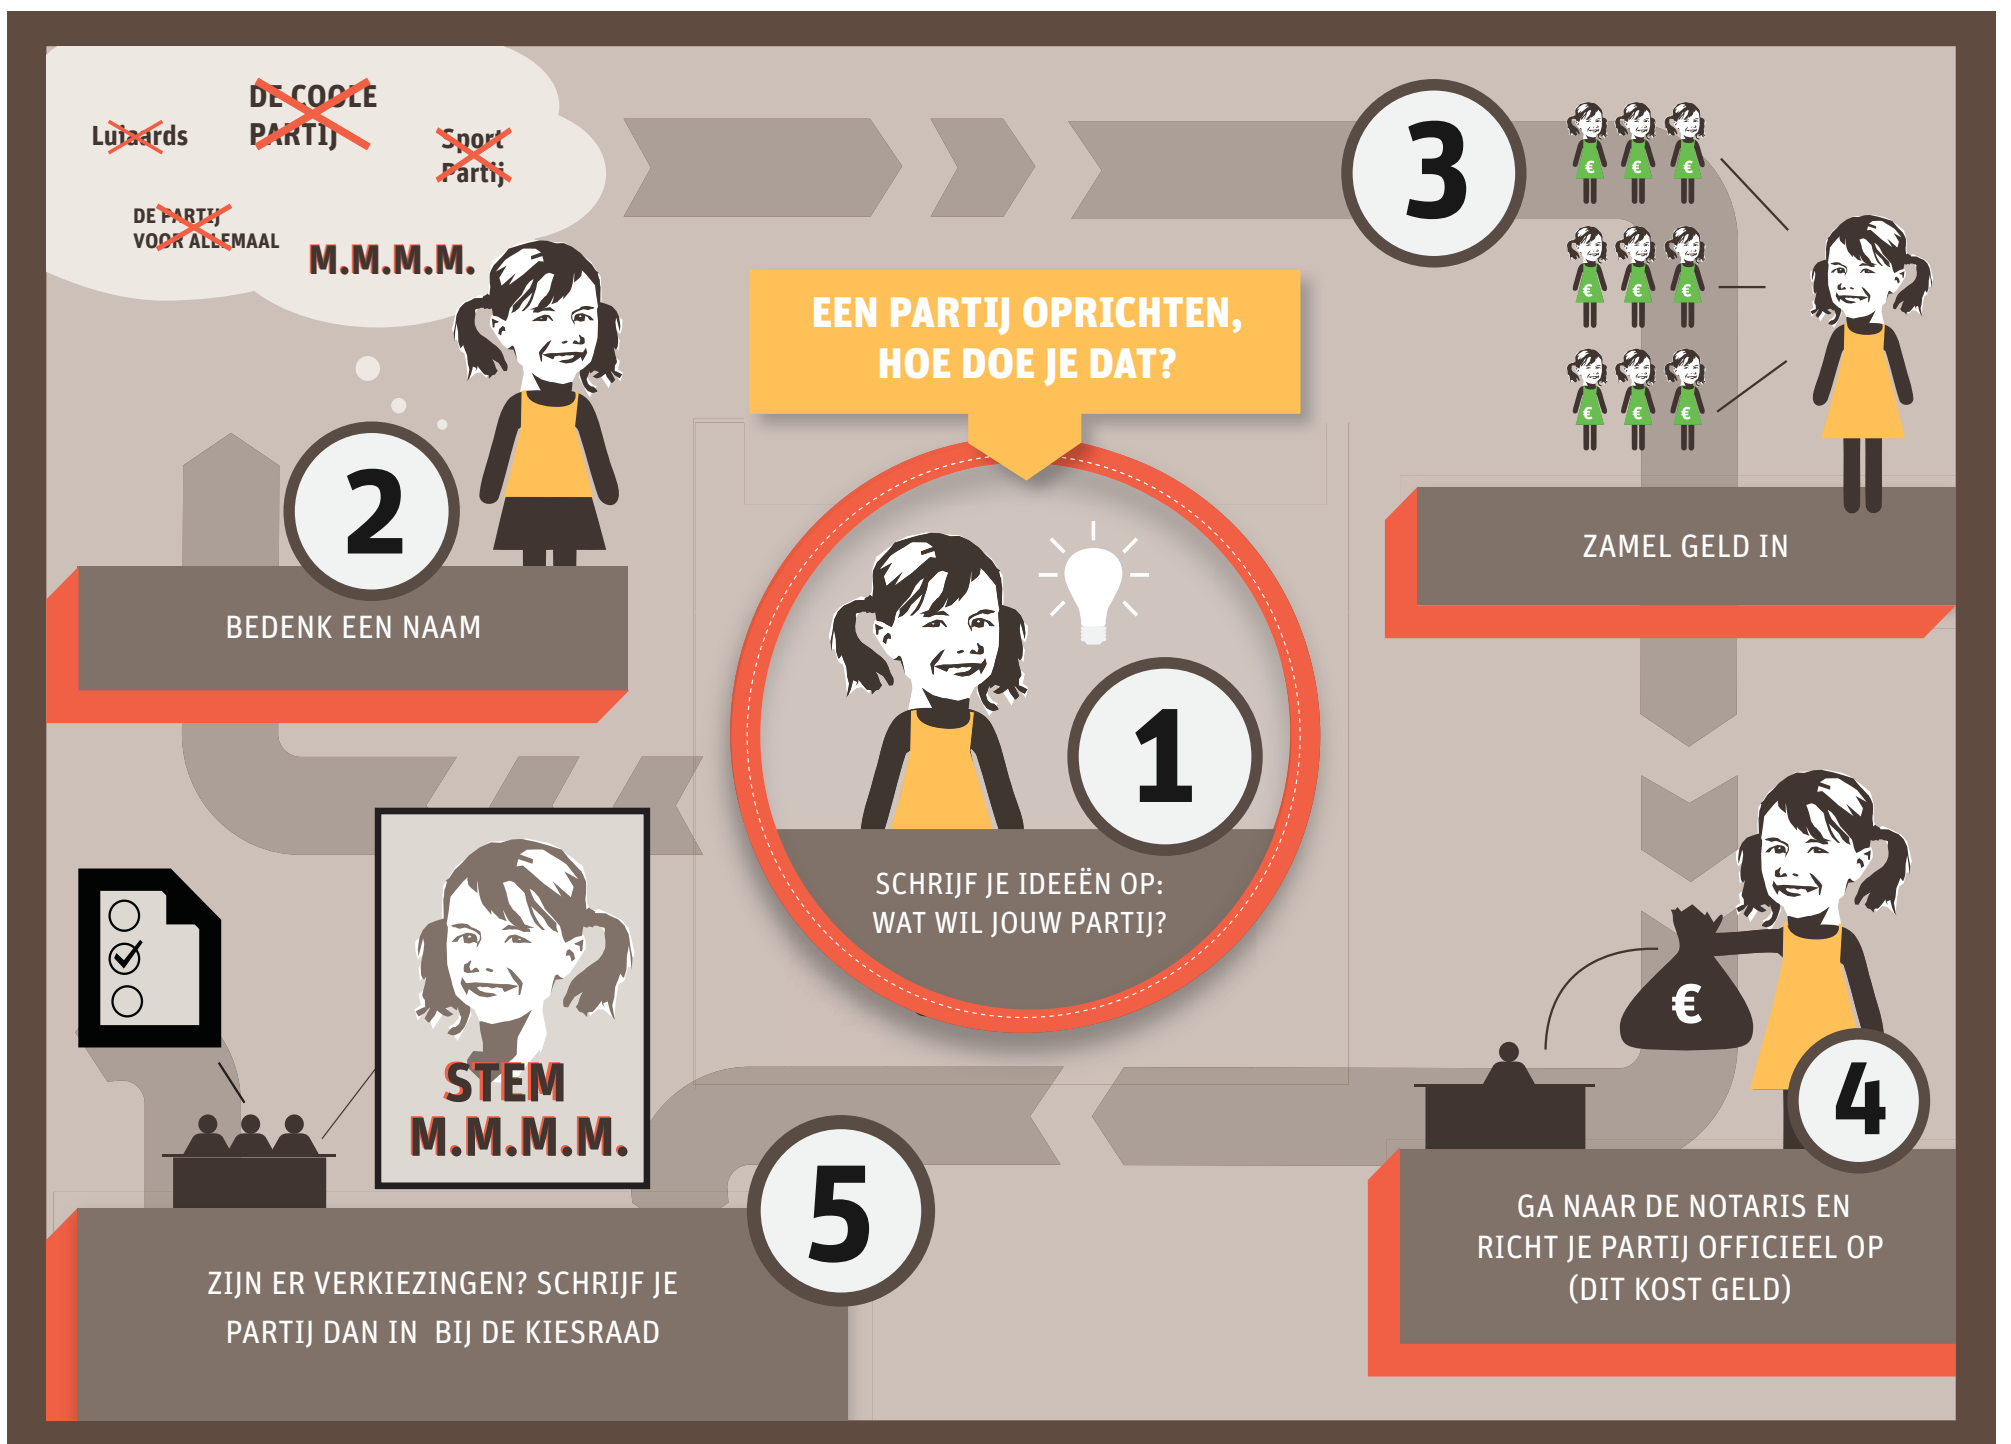 EEN PARTIJ OPRICHTEN,
HOE DOE JE DAT?
1
SCHRIJF JE IDEEËN OP:
WAT WIL JOUW PARTIJ?
DE COOLE
PARTIJ
Luiaards
Sport
Partij
DE PARTIJ
VOOR ALLEMAAL
M.M.M.M.
2
BEDENK EEN NAAM
3
€ € €
€ € €
€ € €
ZAMEL GELD IN
€
4
GA NAAR DE NOTARIS EN
RICHT JE PARTIJ OFFICIEEL OP
(DIT KOST GELD)
STEM
M.M.M.M.
5
ZIJN ER VERKIEZINGEN? SCHRIJF JE
PARTIJ DAN IN BIJ DE KIESRAAD